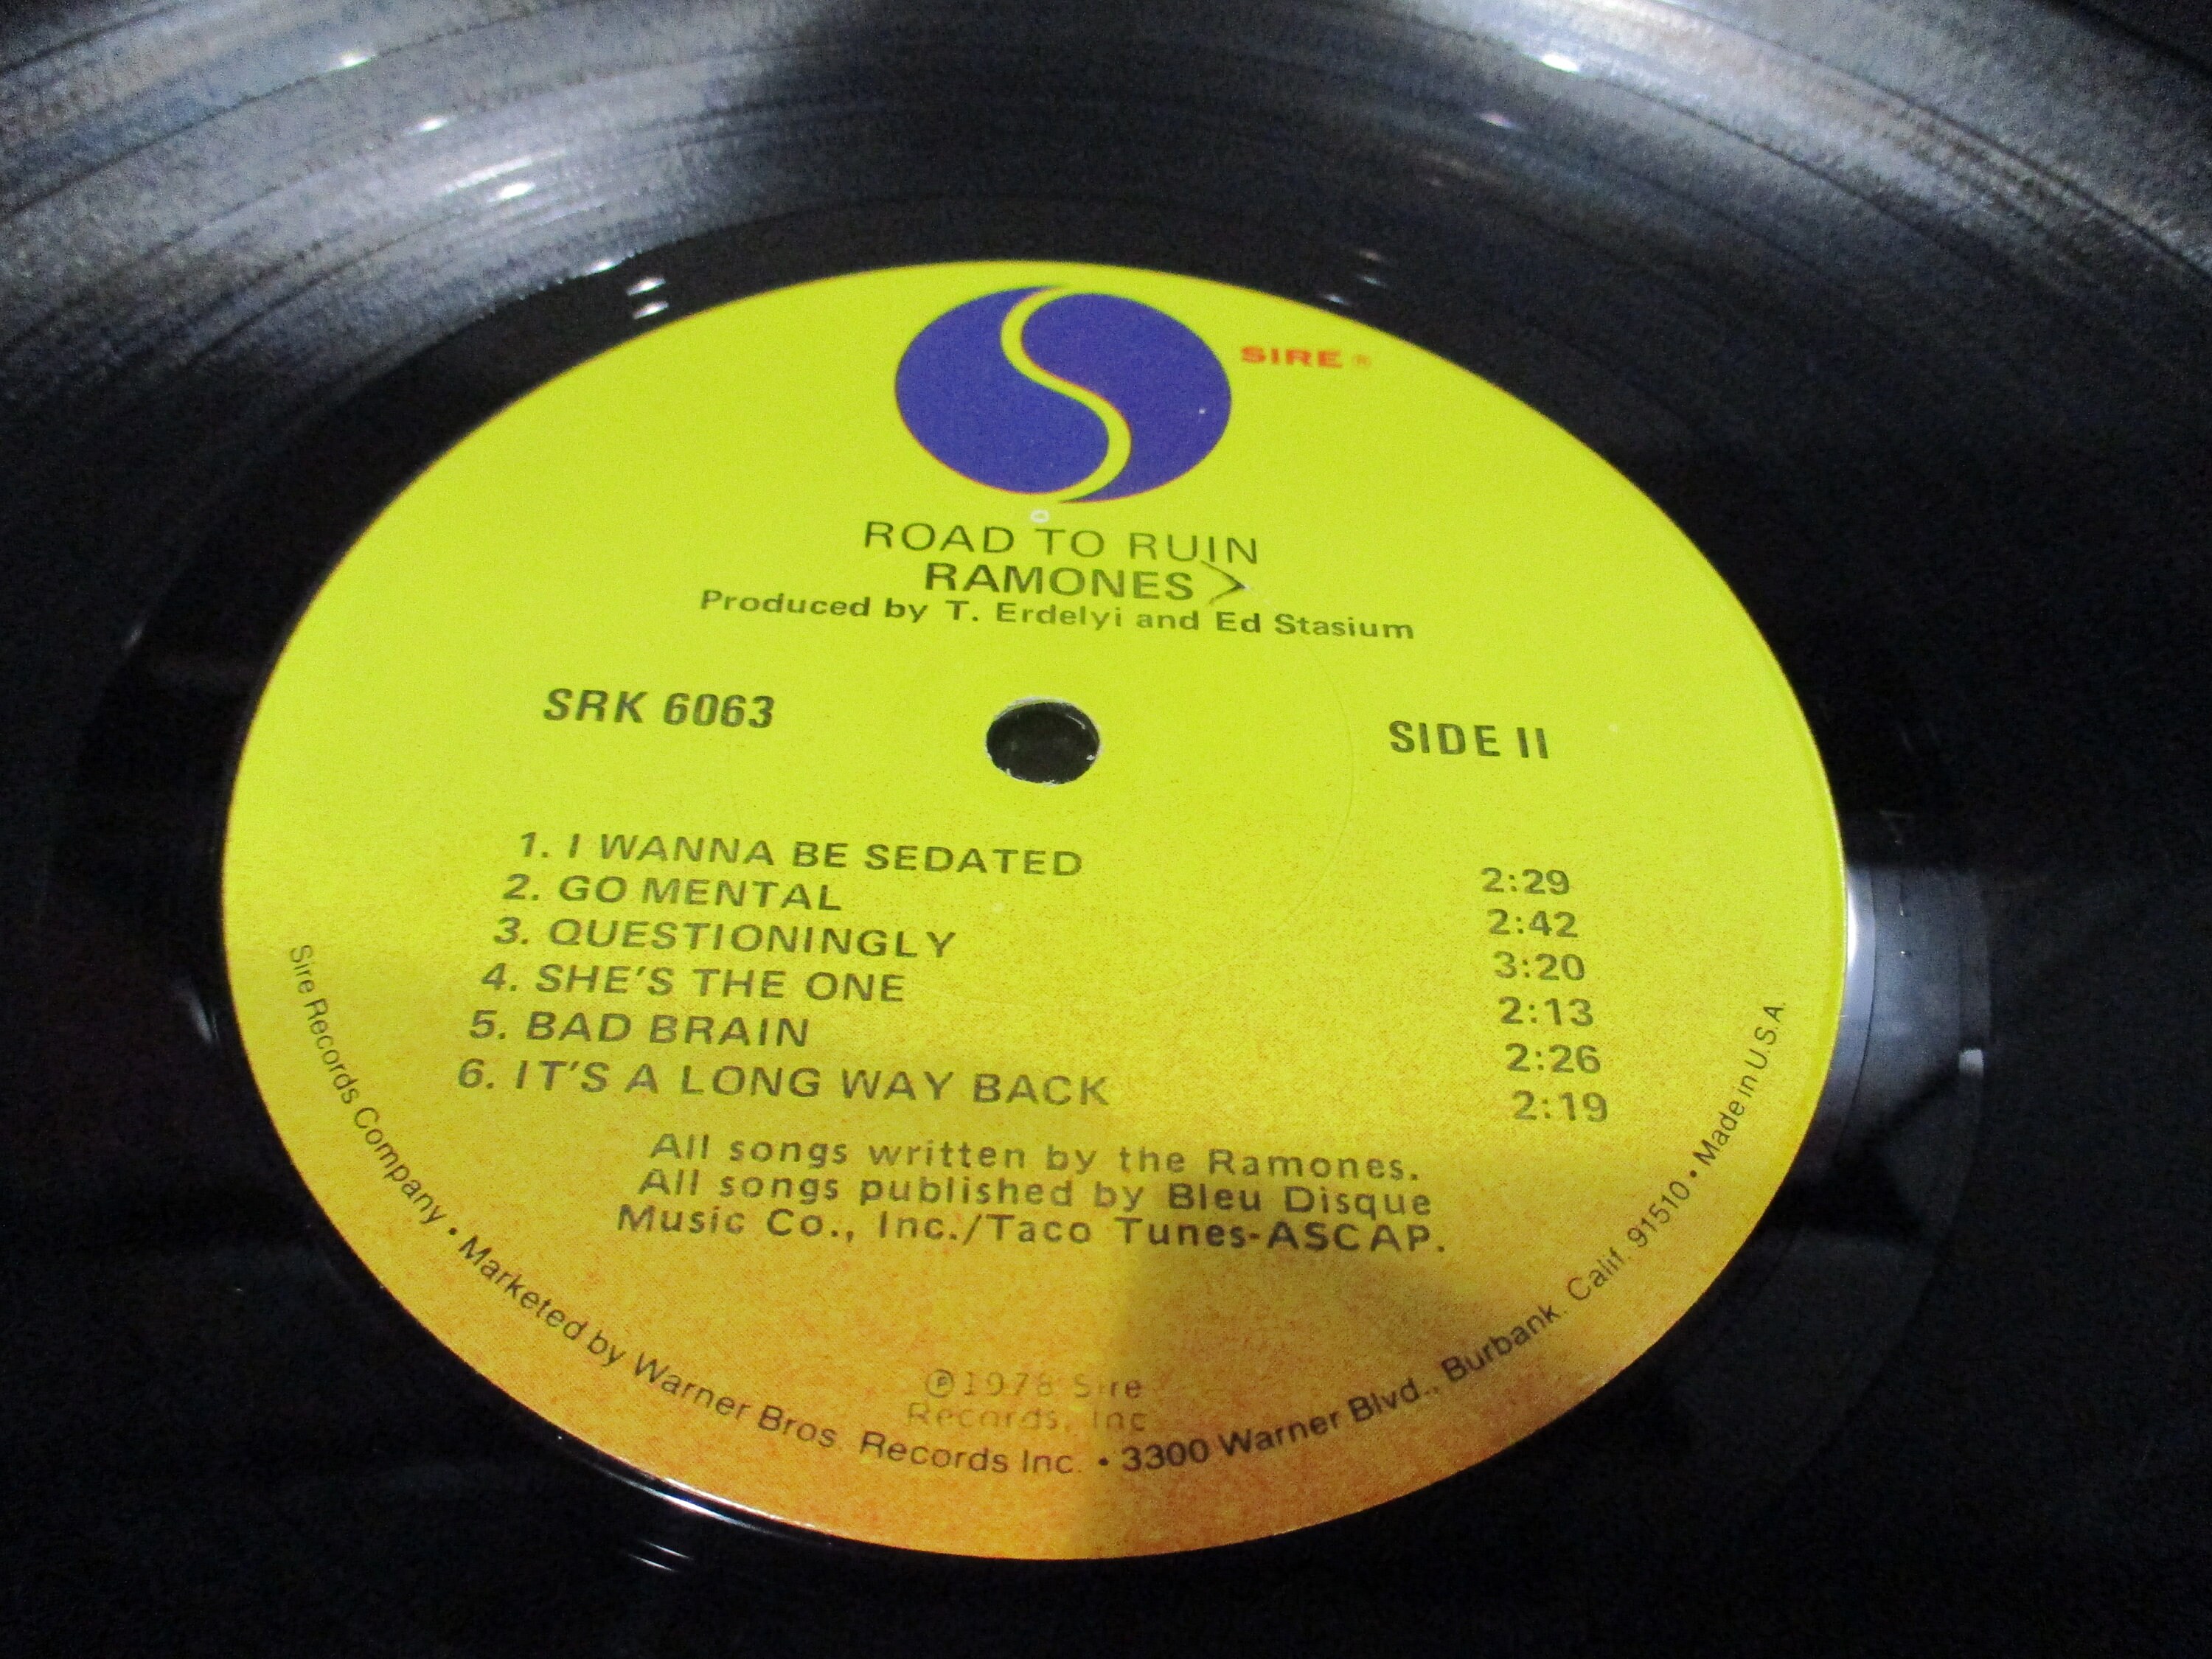 SIRE ®
ROAD TO RUIN
RAMONES
Produced by T. Erdelyi and Ed Stasium
SRK 6063
SIDE II
1. I WANNA BE SEDATED 2:29
2. GO MENTAL 2:42
3. QUESTIONINGLY 3:20
4. SHE'S THE ONE 2:13
5. BAD BRAIN 2:26
6. IT'S A LONG WAY BACK 2:19
All songs written by the Ramones.
All songs published by Bleu Disque
Music Co., Inc./Taco Tunes-ASCAP.
℗1978 Sire
Records, Inc
Sire Records Company • Marketed by Warner Bros. Records Inc. • 3300 Warner Blvd., Burbank, Calif. 91510 • Made in U.S.A.